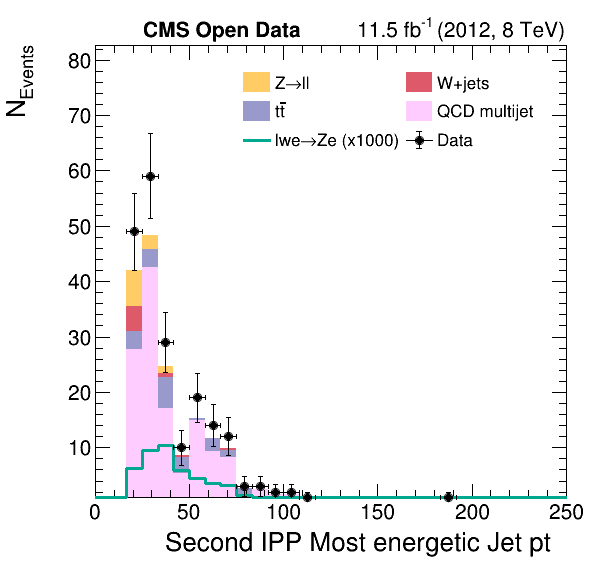 CMS Open Data 11.5 fb⁻¹ (2012, 8 TeV)
N_Events
Z→ll W+jets
tt̄ QCD multijet
lwe→Ze (x1000) Data
80
70
60
50
40
30
20
10
0 50 100 150 200 250
Second IPP Most energetic Jet pt